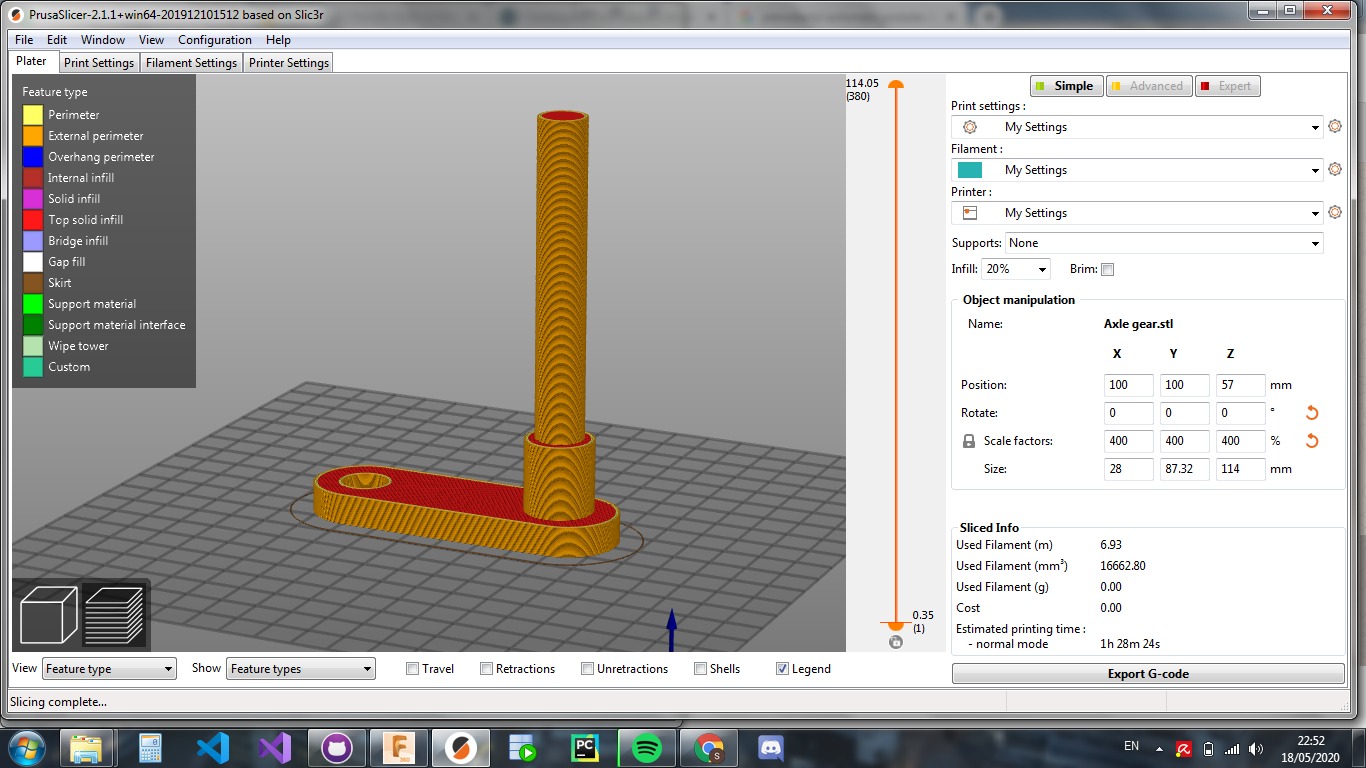 PrusaSlicer-2.1.1+win64-201912101512 based on Slic3r
File Edit Window View Configuration Help
Plater Print Settings Filament Settings Printer Settings
Feature type
Perimeter
External perimeter
Overhang perimeter
Internal infill
Solid infill
Top solid infill
Bridge infill
Gap fill
Skirt
Support material
Support material interface
Wipe tower
Custom
114.05
(380)
0.35
(1)
Simple Advanced Expert
Print settings :
My Settings
Filament :
My Settings
Printer :
My Settings
Supports: None
Infill: 20% Brim:
Object manipulation
Name: Axle gear.stl
X Y Z
Position: 100 100 57 mm
Rotate: 0 0 0 °
Scale factors: 400 400 400 %
Size: 28 87.32 114 mm
Sliced Info
Used Filament (m) 6.93
Used Filament (mm³) 16662.80
Used Filament (g) 0.00
Cost 0.00
Estimated printing time :
- normal mode 1h 28m 24s
Export G-code
View Feature type Show Feature types Travel Retractions Unretractions Shells Legend
Slicing complete...
EN 22:52
18/05/2020
F
360
PC
S